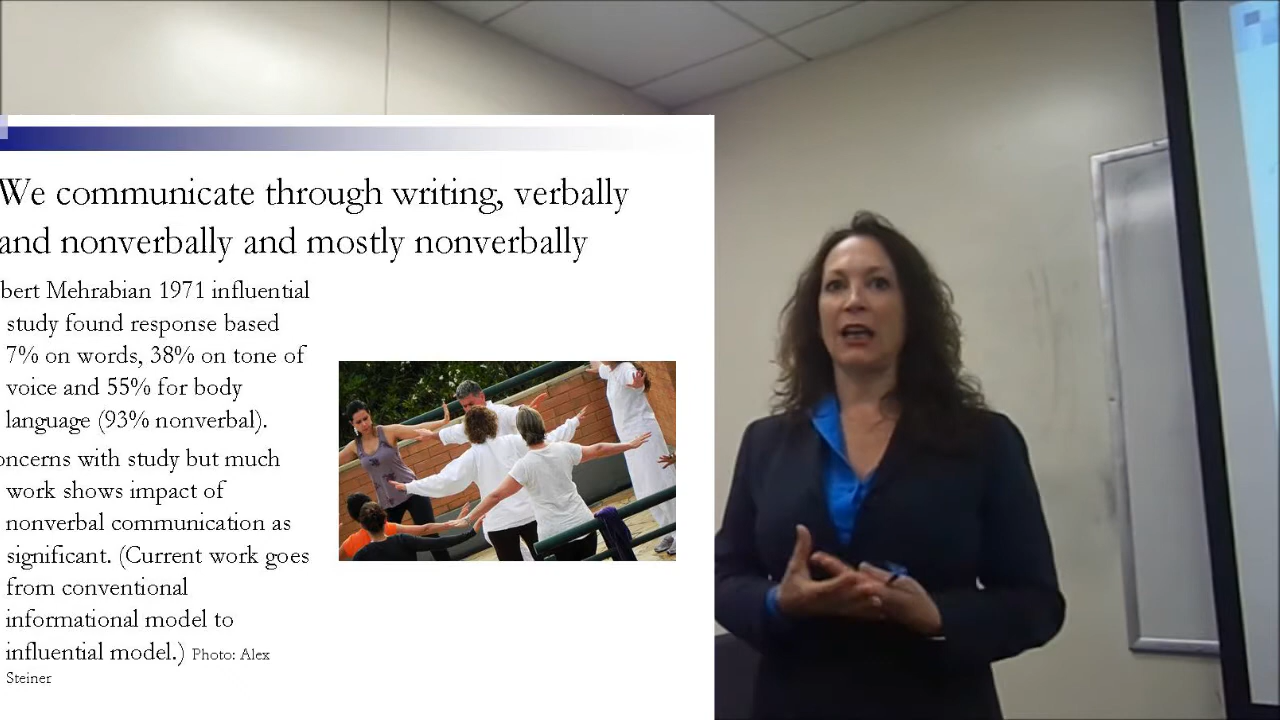 We communicate through writing, verbally
and nonverbally and mostly nonverbally
bert Mehrabian 1971 influential
study found response based
7% on words, 38% on tone of
voice and 55% for body
language (93% nonverbal).
oncerns with study but much
work shows impact of
nonverbal communication as
significant. (Current work goes
from conventional
informational model to
influential model.) Photo: Alex
Steiner